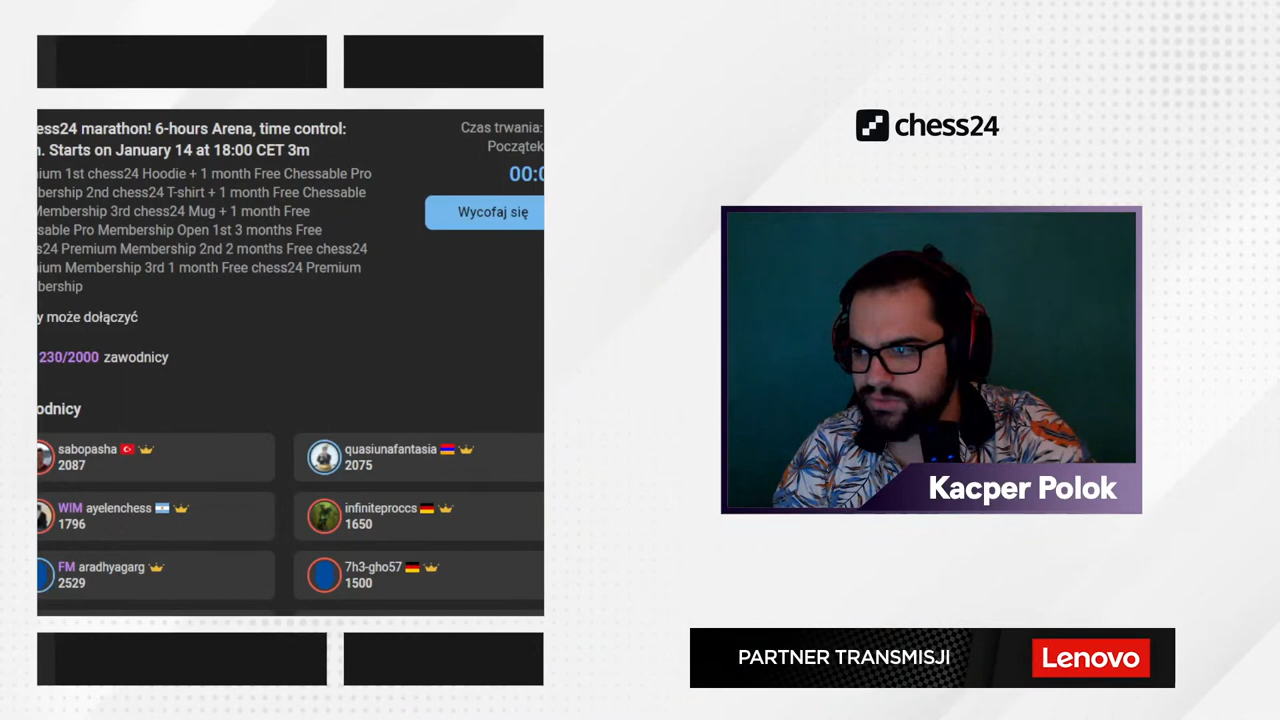 ess24 marathon! 6-hours Arena, time control:
n. Starts on January 14 at 18:00 CET 3m
ium 1st chess24 Hoodie + 1 month Free Chessable Pro
bership 2nd chess24 T-shirt + 1 month Free Chessable
Membership 3rd chess24 Mug + 1 month Free
ssable Pro Membership Open 1st 3 months Free
s24 Premium Membership 2nd 2 months Free chess24
ium Membership 3rd 1 month Free chess24 Premium
bership
y może dołączyć
230/2000 zawodnicy
odnicy
sabopasha
2087
WIM ayelenchess
1796
FM aradhyagarg
2529
Czas trwania:
Początek
00:0
Wycofaj się
quasiunafantasia
2075
infiniteproccs
1650
7h3-gho57
1500
chess24
Kacper Polok
PARTNER TRANSMISJI
Lenovo